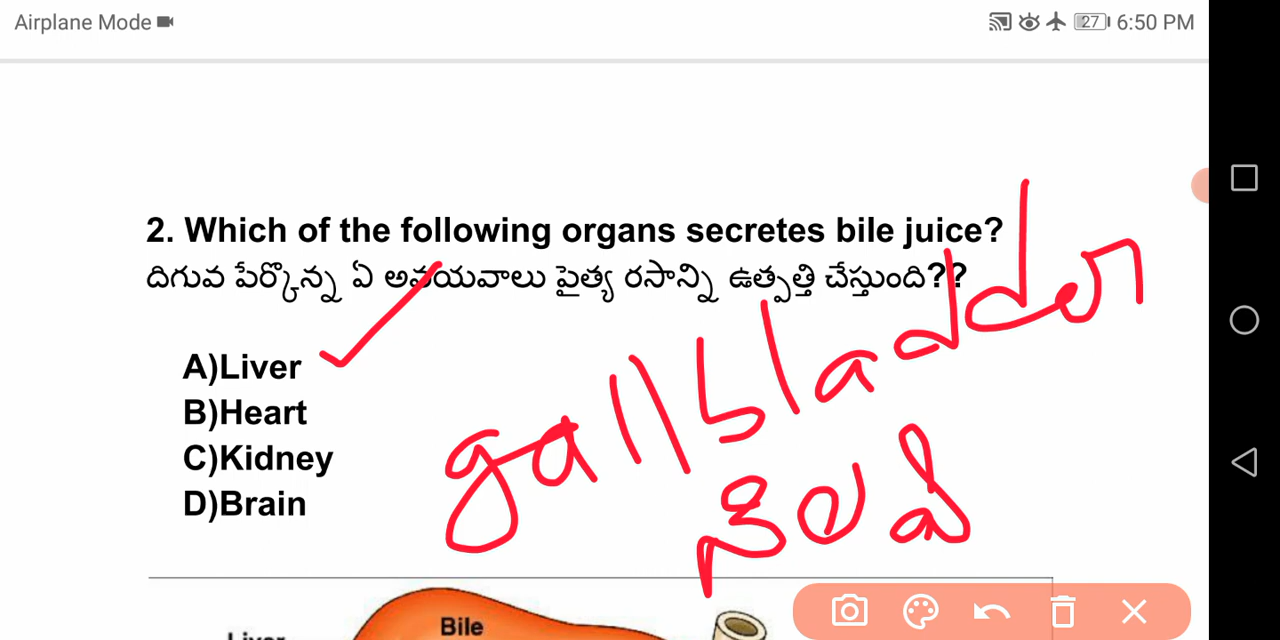 Airplane Mode 27 6:50 PM
2. Which of the following organs secretes bile juice?
దిగువ పేర్కొన్న ఏ అవయవాలు పైత్య రసాన్ని ఉత్పత్తి చేస్తుంది??
A)Liver
B)Heart
C)Kidney
D)Brain
gallbladder
Bile
Liver